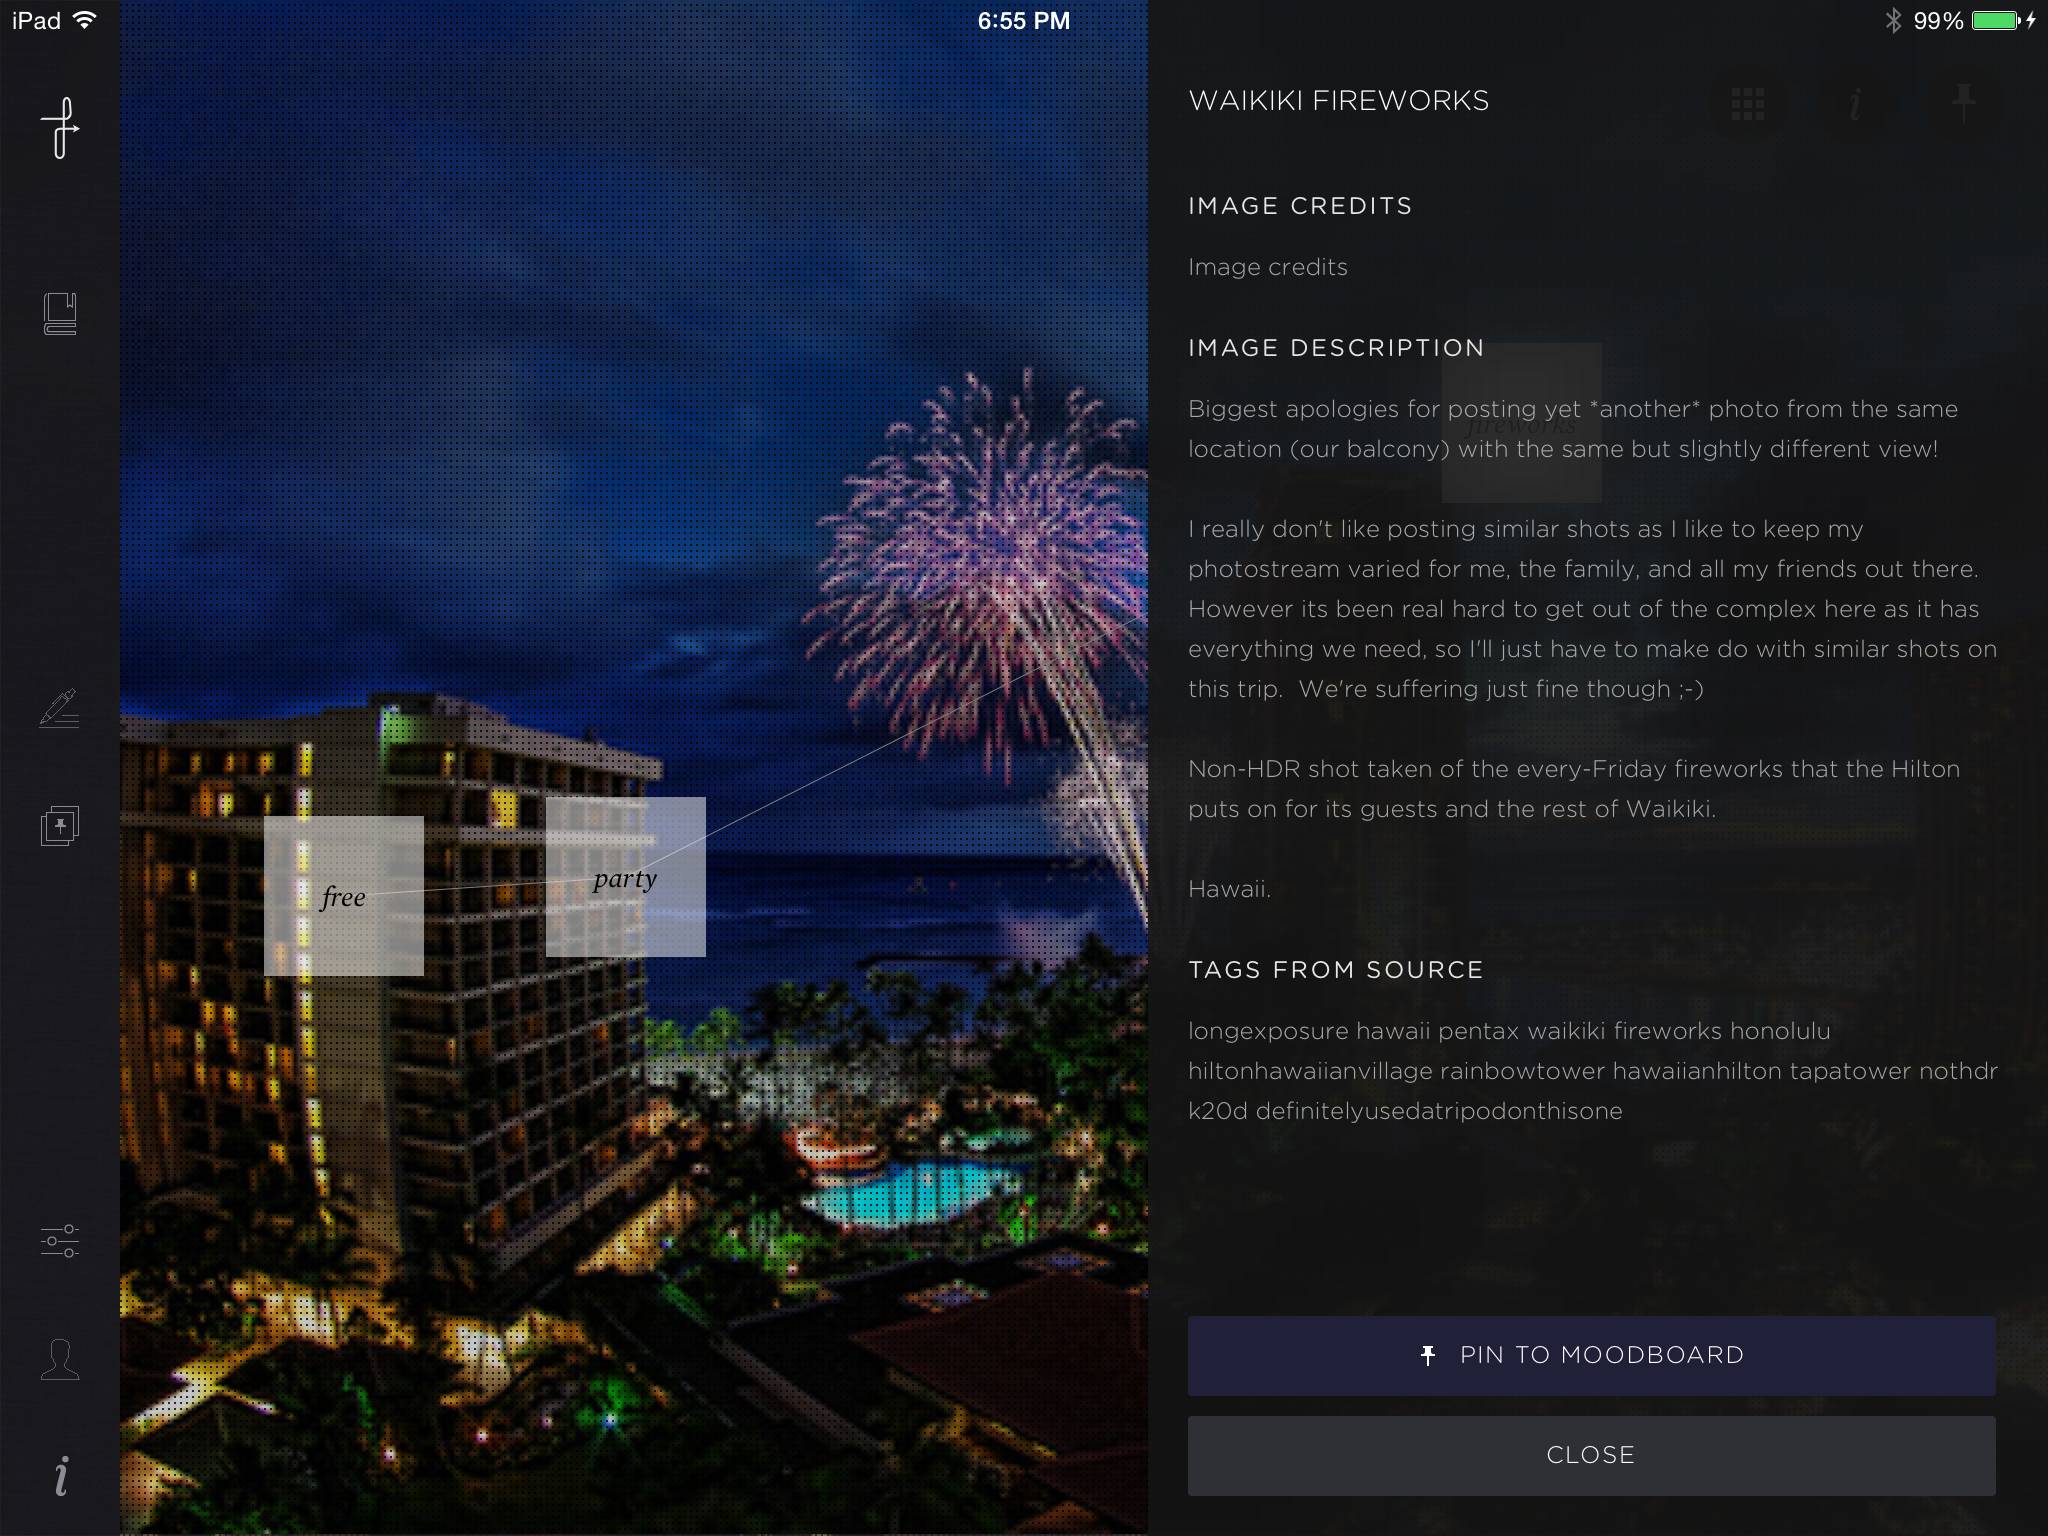 iPad 6:55 PM 99%
WAIKIKI FIREWORKS
i
IMAGE CREDITS
Image credits
IMAGE DESCRIPTION
Biggest apologies for posting yet *another* photo from the same
fireworks
location (our balcony) with the same but slightly different view!
I really don't like posting similar shots as I like to keep my
photostream varied for me, the family, and all my friends out there.
However its been real hard to get out of the complex here as it has
everything we need, so I'll just have to make do with similar shots on
this trip.  We're suffering just fine though ;-)
Non-HDR shot taken of the every-Friday fireworks that the Hilton
puts on for its guests and the rest of Waikiki.
Hawaii.
free
party
TAGS FROM SOURCE
longexposure hawaii pentax waikiki fireworks honolulu
hiltonhawaiianvillage rainbowtower hawaiianhilton tapatower nothdr
k20d definitelyusedatripodonthisone
PIN TO MOODBOARD
CLOSE
i